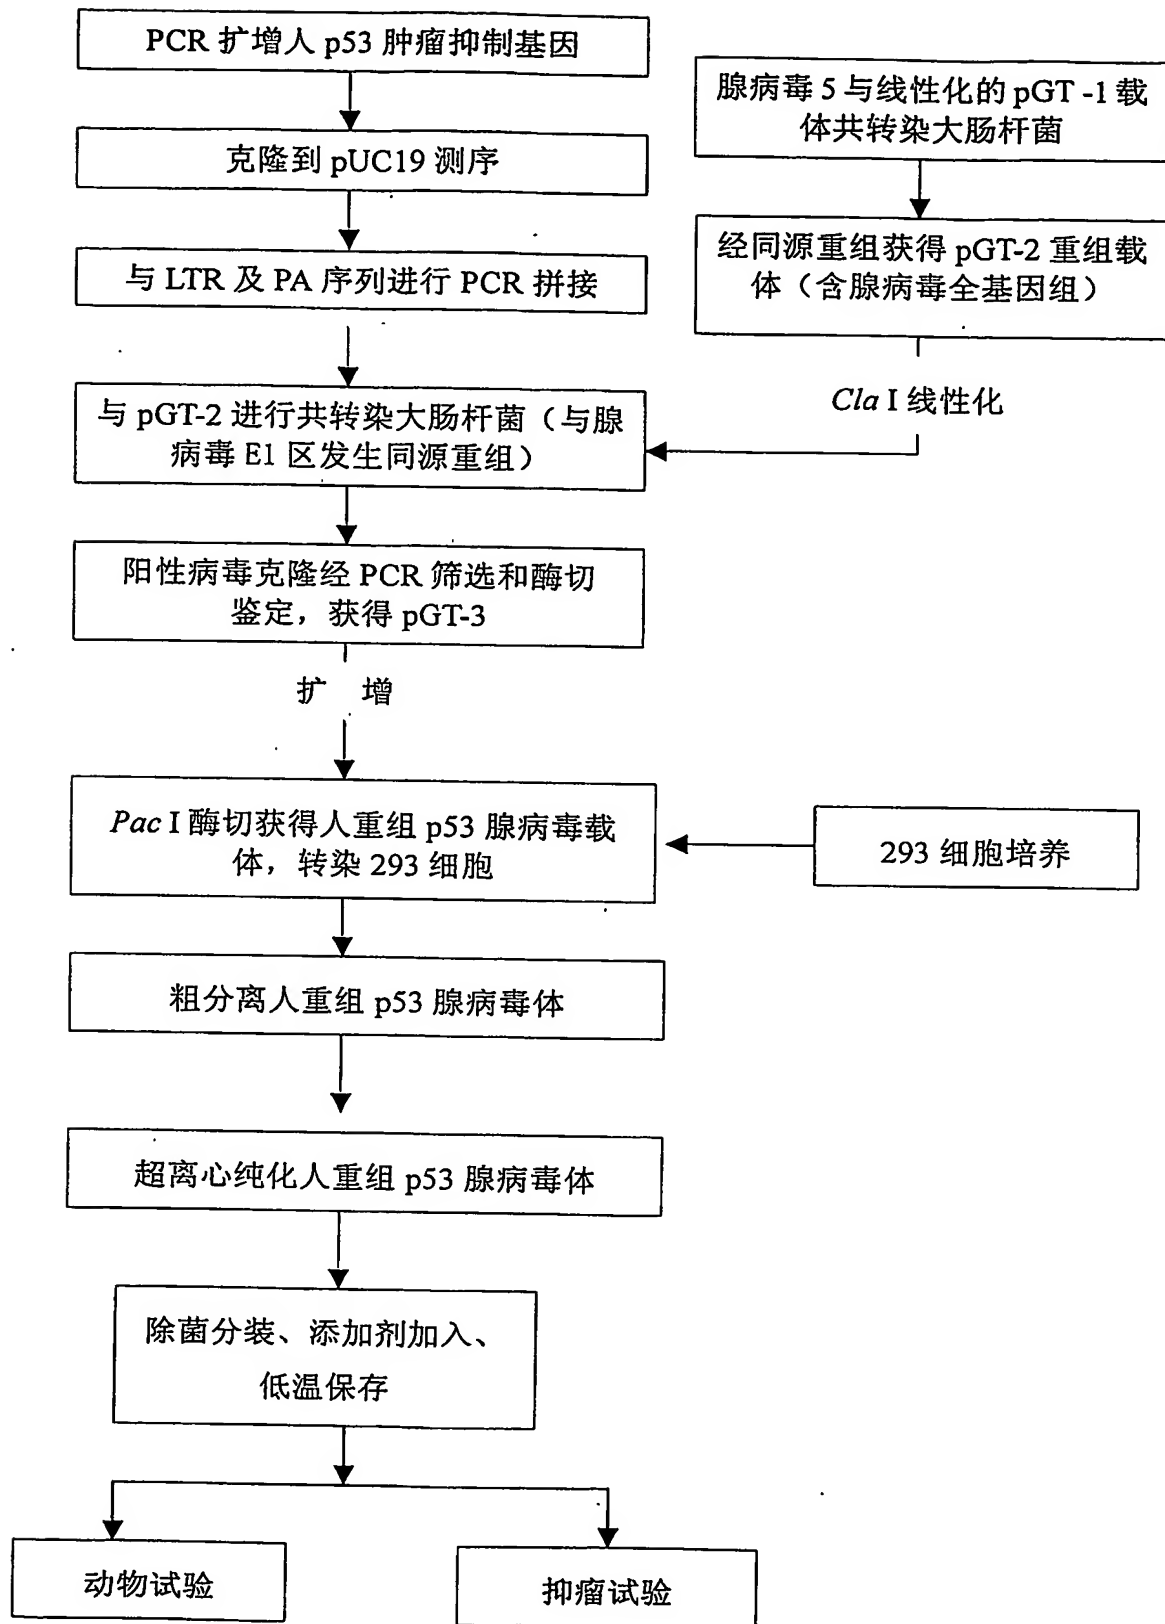 PCR 扩增人 p53 肿瘤抑制基因
克隆到 pUC19 测序
与 LTR 及 PA 序列进行 PCR 拼接
腺病毒 5 与线性化的 pGT -1 载
体共转染大肠杆菌
经同源重组获得 pGT-2 重组载
体（含腺病毒全基因组）
Cla I 线性化
与 pGT-2 进行共转染大肠杆菌（与腺
病毒 E1 区发生同源重组）
阳性病毒克隆经 PCR 筛选和酶切
鉴定，获得 pGT-3
扩 增
Pac I 酶切获得人重组 p53 腺病毒载
体，转染 293 细胞
293 细胞培养
粗分离人重组 p53 腺病毒体
超离心纯化人重组 p53 腺病毒体
除菌分装、添加剂加入、
低温保存
动物试验
抑瘤试验